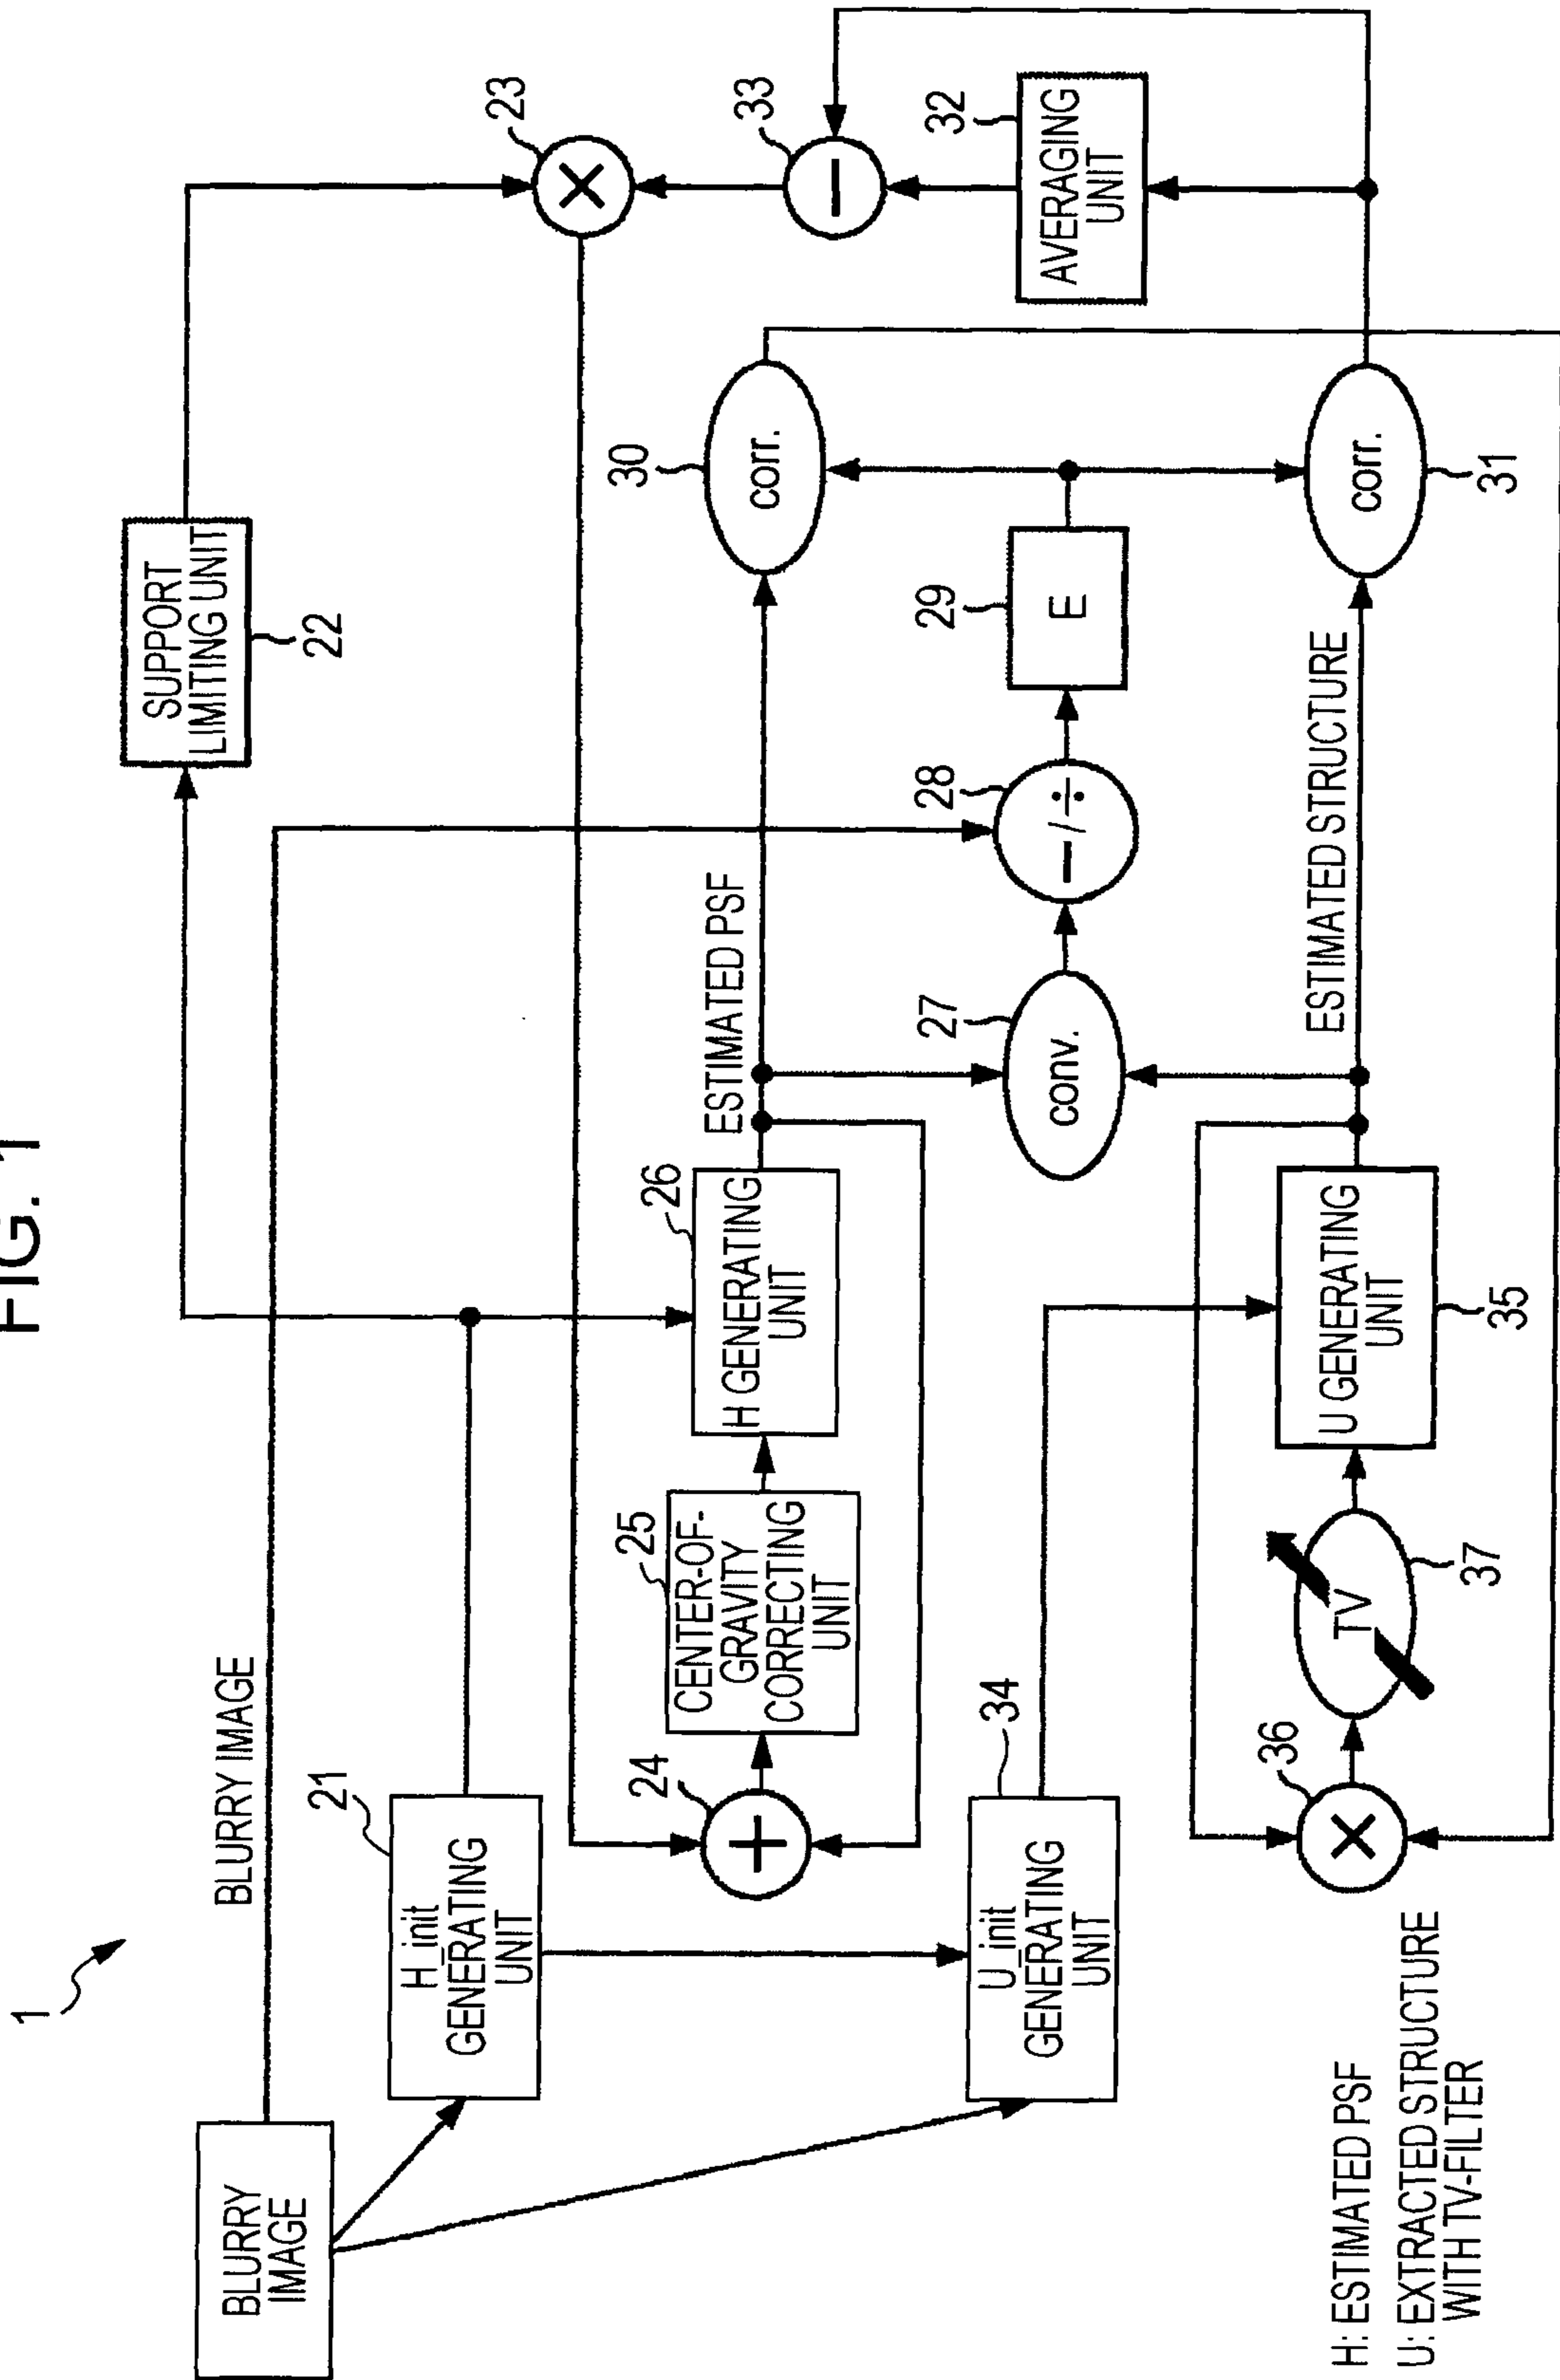 FIG. 1
1
BLURRY
IMAGE
BLURRY IMAGE
21
H_init
GENERATING
UNIT
SUPPORT
LIMITING UNIT
22
23
24
25
CENTER-OF-
GRAVITY
CORRECTING
UNIT
26
H GENERATING
UNIT
ESTIMATED PSF
30
corr.
33
32
AVERAGING
UNIT
27
conv.
28
− / ÷
29
E
34
U_init
GENERATING
UNIT
36
TV
37
U GENERATING
UNIT
35
ESTIMATED STRUCTURE
corr.
31
H: ESTIMATED PSF
U: EXTRACTED STRUCTURE
WITH TV-FILTER